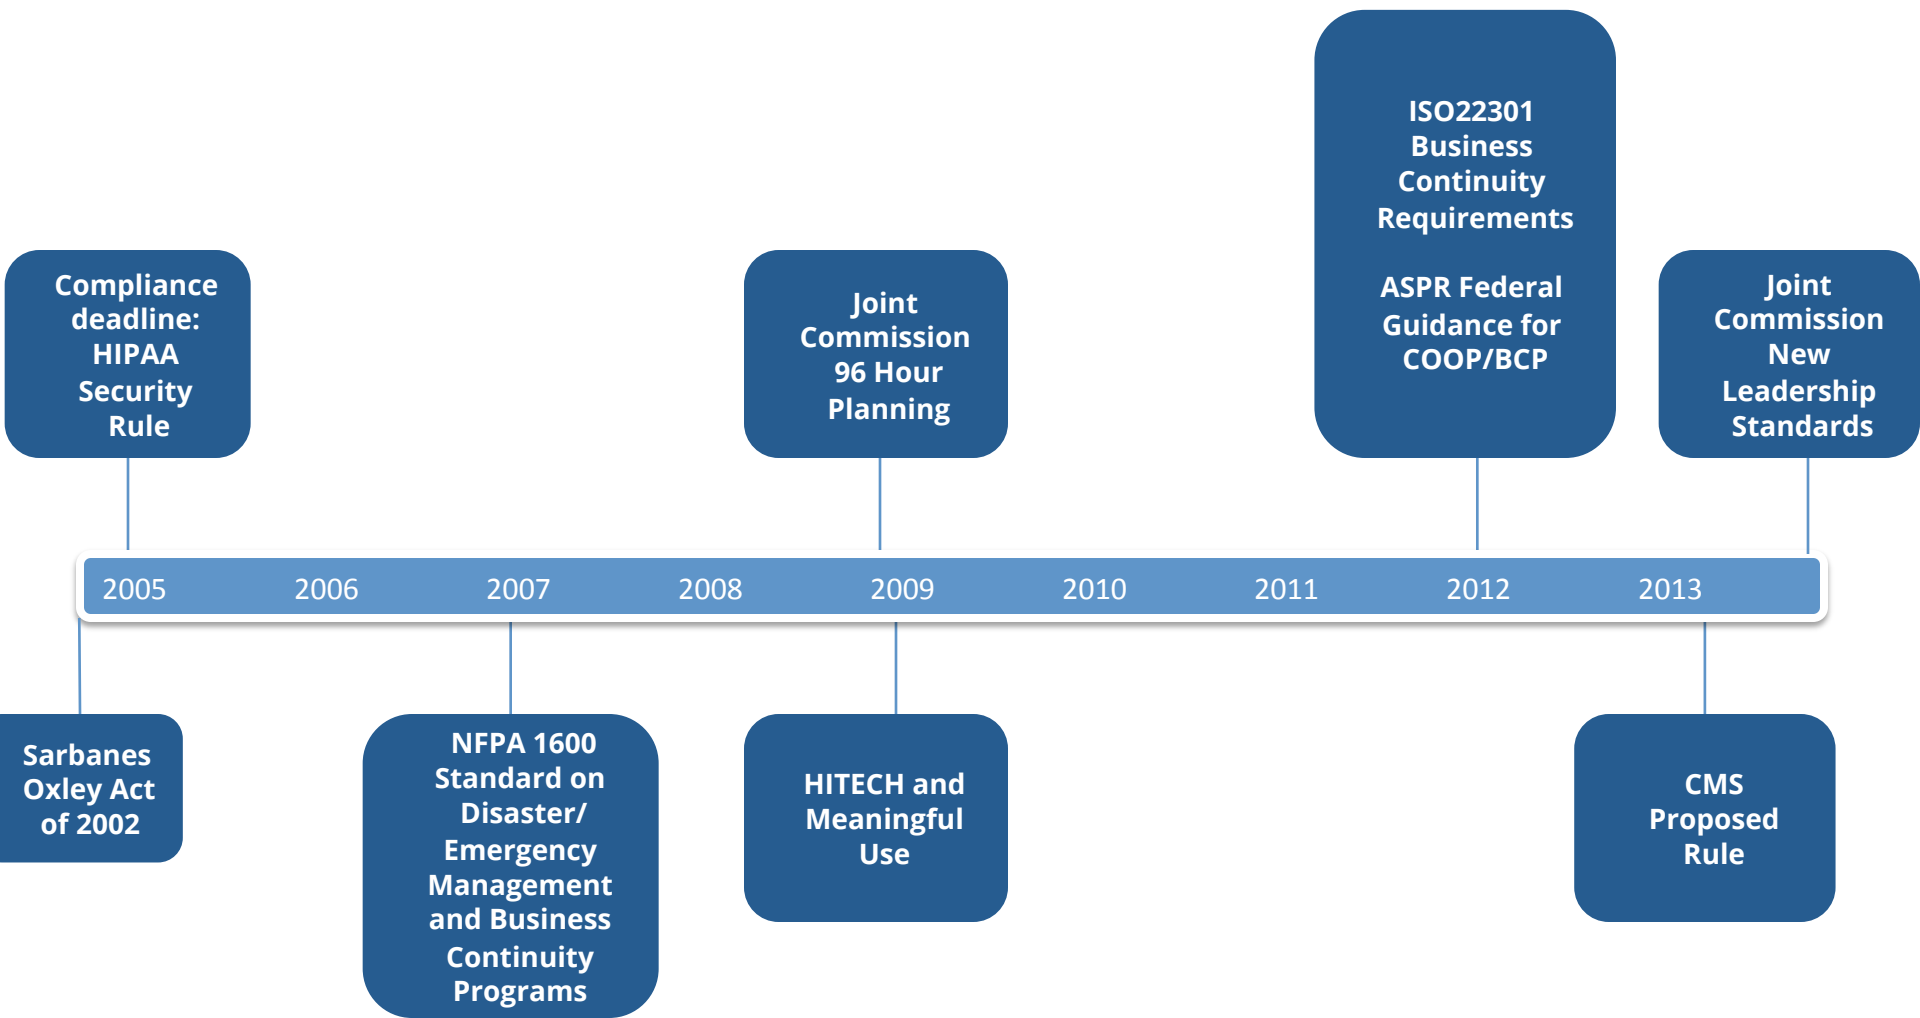 ISO22301
Business
Continuity
Requirements
ASPR Federal
Guidance for
COOP/BCP
Compliance
deadline:
HIPAA
Security
Rule
Joint
Commission
96 Hour
Planning
Joint
Commission
New
Leadership
Standards
2005 2006 2007 2008 2009 2010 2011 2012 2013
Sarbanes
Oxley Act
of 2002
NFPA 1600
Standard on
Disaster/
Emergency
Management
and Business
Continuity
Programs
HITECH and
Meaningful
Use
CMS
Proposed
Rule